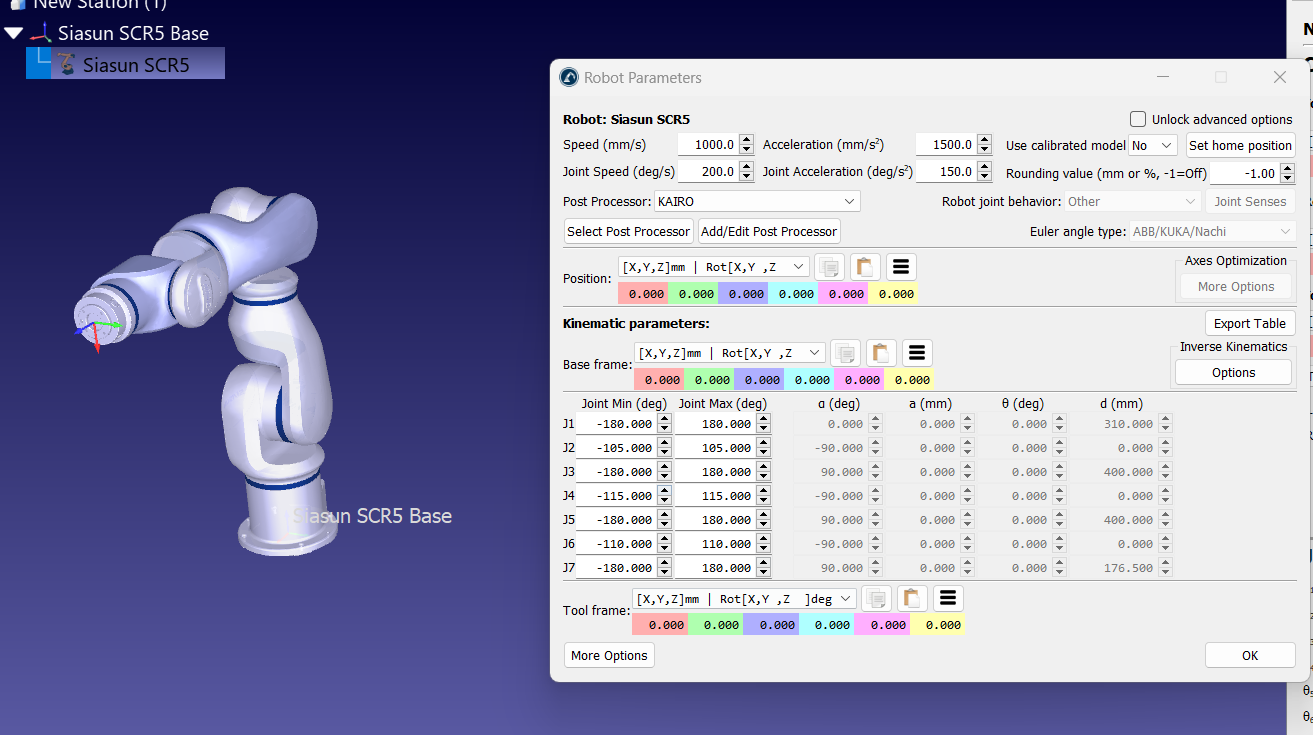 New Station (1)
Siasun SCR5 Base
Siasun SCR5
Siasun SCR5 Base
Robot Parameters
Robot: Siasun SCR5
Unlock advanced options
Speed (mm/s) 1000.0 Acceleration (mm/s²) 1500.0 Use calibrated model No Set home position
Joint Speed (deg/s) 200.0 Joint Acceleration (deg/s²) 150.0 Rounding value (mm or %, -1=Off) -1.00
Post Processor: KAIRO Robot joint behavior: Other Joint Senses
Select Post Processor Add/Edit Post Processor Euler angle type: ABB/KUKA/Nachi
Position: [X,Y,Z]mm | Rot[X,Y ,Z Axes Optimization
0.000 0.000 0.000 0.000 0.000 0.000 More Options
Kinematic parameters: Export Table
Base frame: [X,Y,Z]mm | Rot[X,Y ,Z Inverse Kinematics
0.000 0.000 0.000 0.000 0.000 0.000 Options
Joint Min (deg) Joint Max (deg) α (deg) a (mm) θ (deg) d (mm)
J1 -180.000 180.000 0.000 0.000 0.000 310.000
J2 -105.000 105.000 -90.000 0.000 0.000 0.000
J3 -180.000 180.000 90.000 0.000 0.000 400.000
J4 -115.000 115.000 -90.000 0.000 0.000 0.000
J5 -180.000 180.000 90.000 0.000 0.000 400.000
J6 -110.000 110.000 -90.000 0.000 0.000 0.000
J7 -180.000 180.000 90.000 0.000 0.000 176.500
Tool frame: [X,Y,Z]mm | Rot[X,Y ,Z ]deg
0.000 0.000 0.000 0.000 0.000 0.000
More Options OK